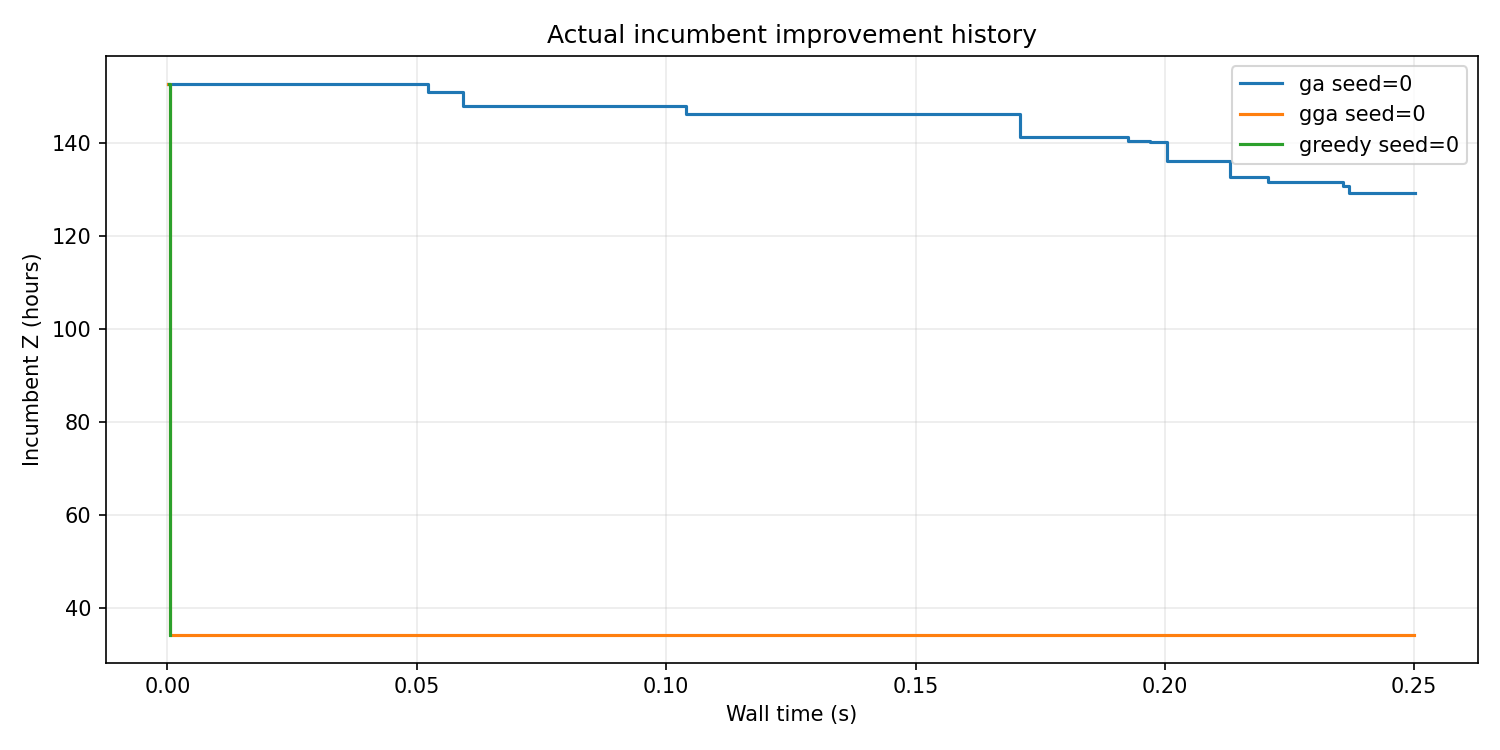 Actual incumbent improvement history
ga seed=0
gga seed=0
greedy seed=0
Incumbent Z (hours)
140
120
100
80
60
40
0.00 0.05 0.10 0.15 0.20 0.25
Wall time (s)